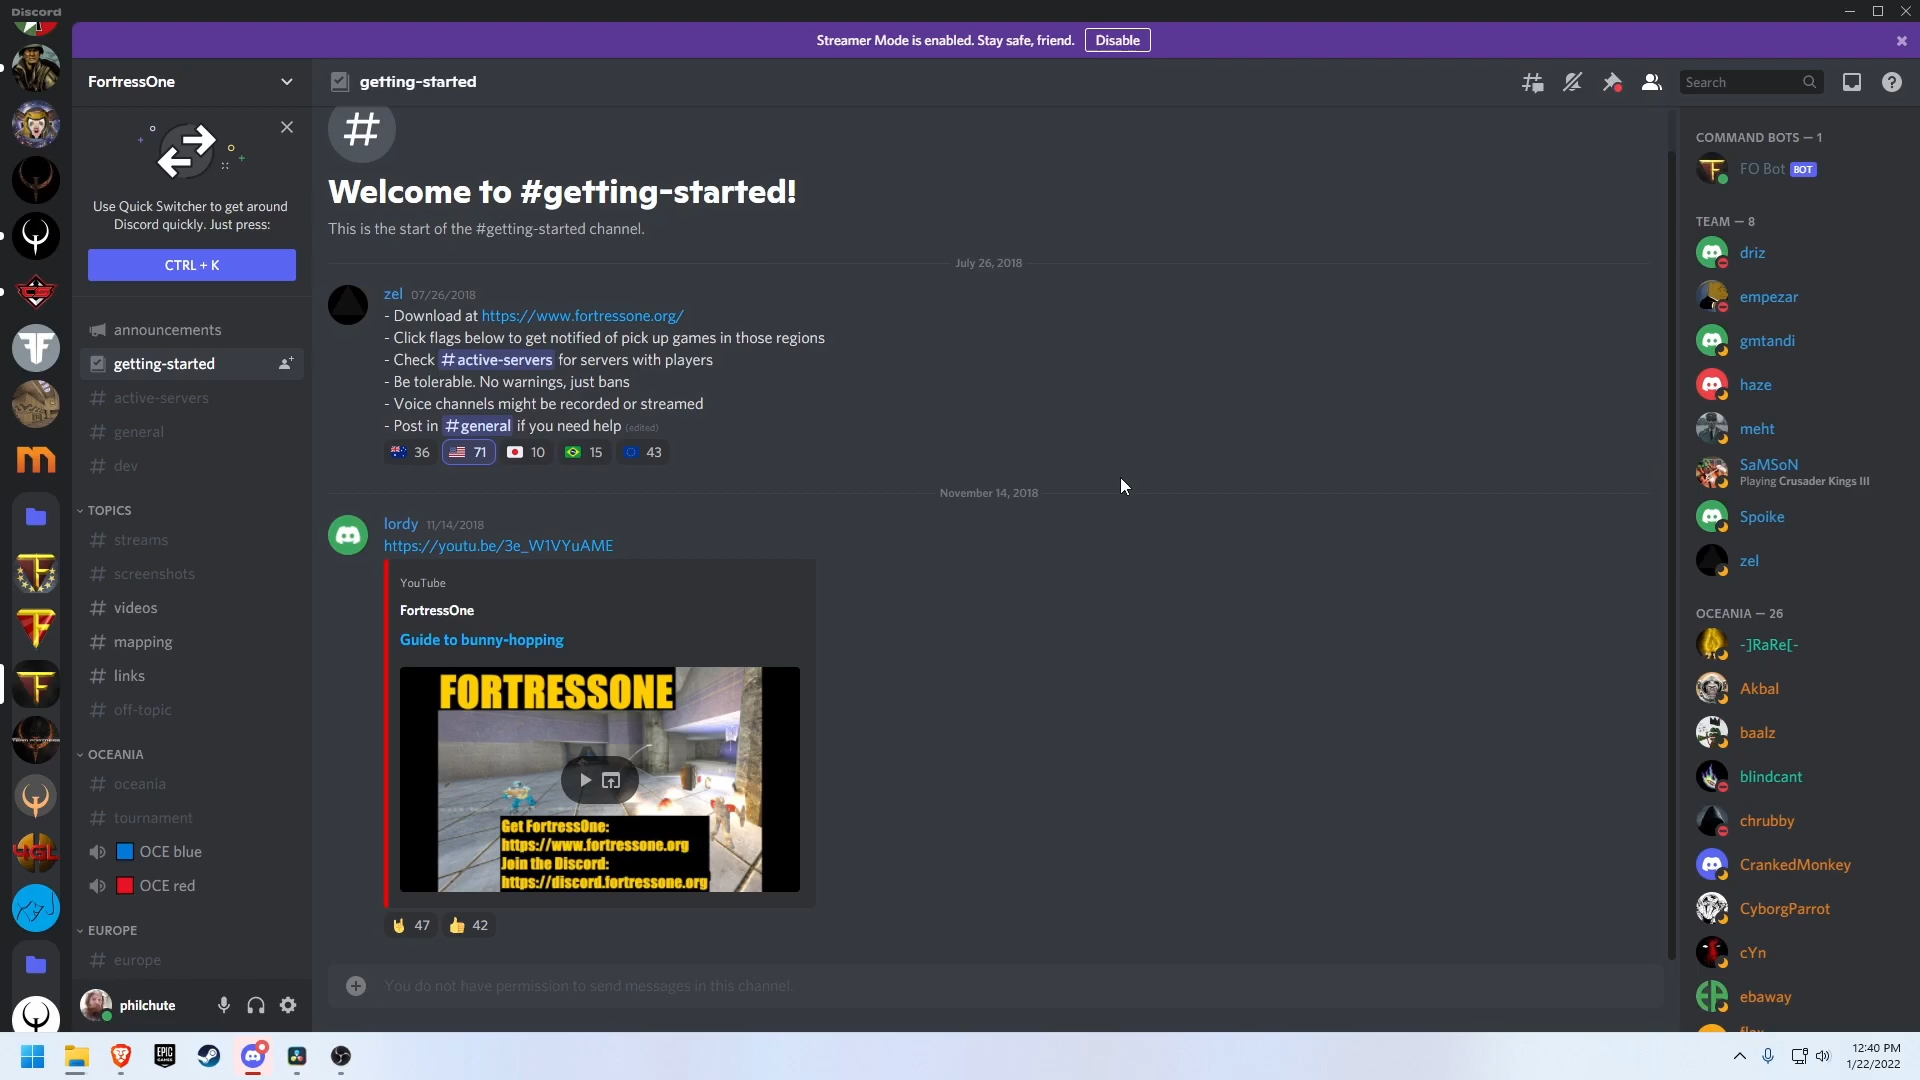 Discord
Streamer Mode is enabled. Stay safe, friend.
Disable
FortressOne
getting-started
Search
Use Quick Switcher to get around
Discord quickly. Just press:
CTRL + K
announcements
getting-started
active-servers
general
dev
TOPICS
streams
screenshots
videos
mapping
links
off-topic
OCEANIA
oceania
tournament
OCE blue
OCE red
EUROPE
europe
philchute
Welcome to #getting-started!
This is the start of the #getting-started channel.
July 26, 2018
zel 07/26/2018
- Download at https://www.fortressone.org/
- Click flags below to get notified of pick up games in those regions
- Check #active-servers for servers with players
- Be tolerable. No warnings, just bans
- Voice channels might be recorded or streamed
- Post in #general if you need help (edited)
36 71 10 15 43
November 14, 2018
lordy 11/14/2018
https://youtu.be/3e_W1VYuAME
YouTube
FortressOne
Guide to bunny-hopping
FORTRESSONE
Get FortressOne:
https://www.fortressone.org
Join the Discord:
https://discord.fortressone.org
47 42
You do not have permission to send messages in this channel.
COMMAND BOTS — 1
FO Bot BOT
TEAM — 8
driz
empezar
gmtandi
haze
meht
SaMSoN
Playing Crusader Kings III
Spoike
zel
OCEANIA — 26
-]RaRe[-
Akbal
baalz
blindcant
chrubby
CrankedMonkey
CyborgParrot
cYn
ebaway
EPIC
GAMES
12:40 PM
1/22/2022